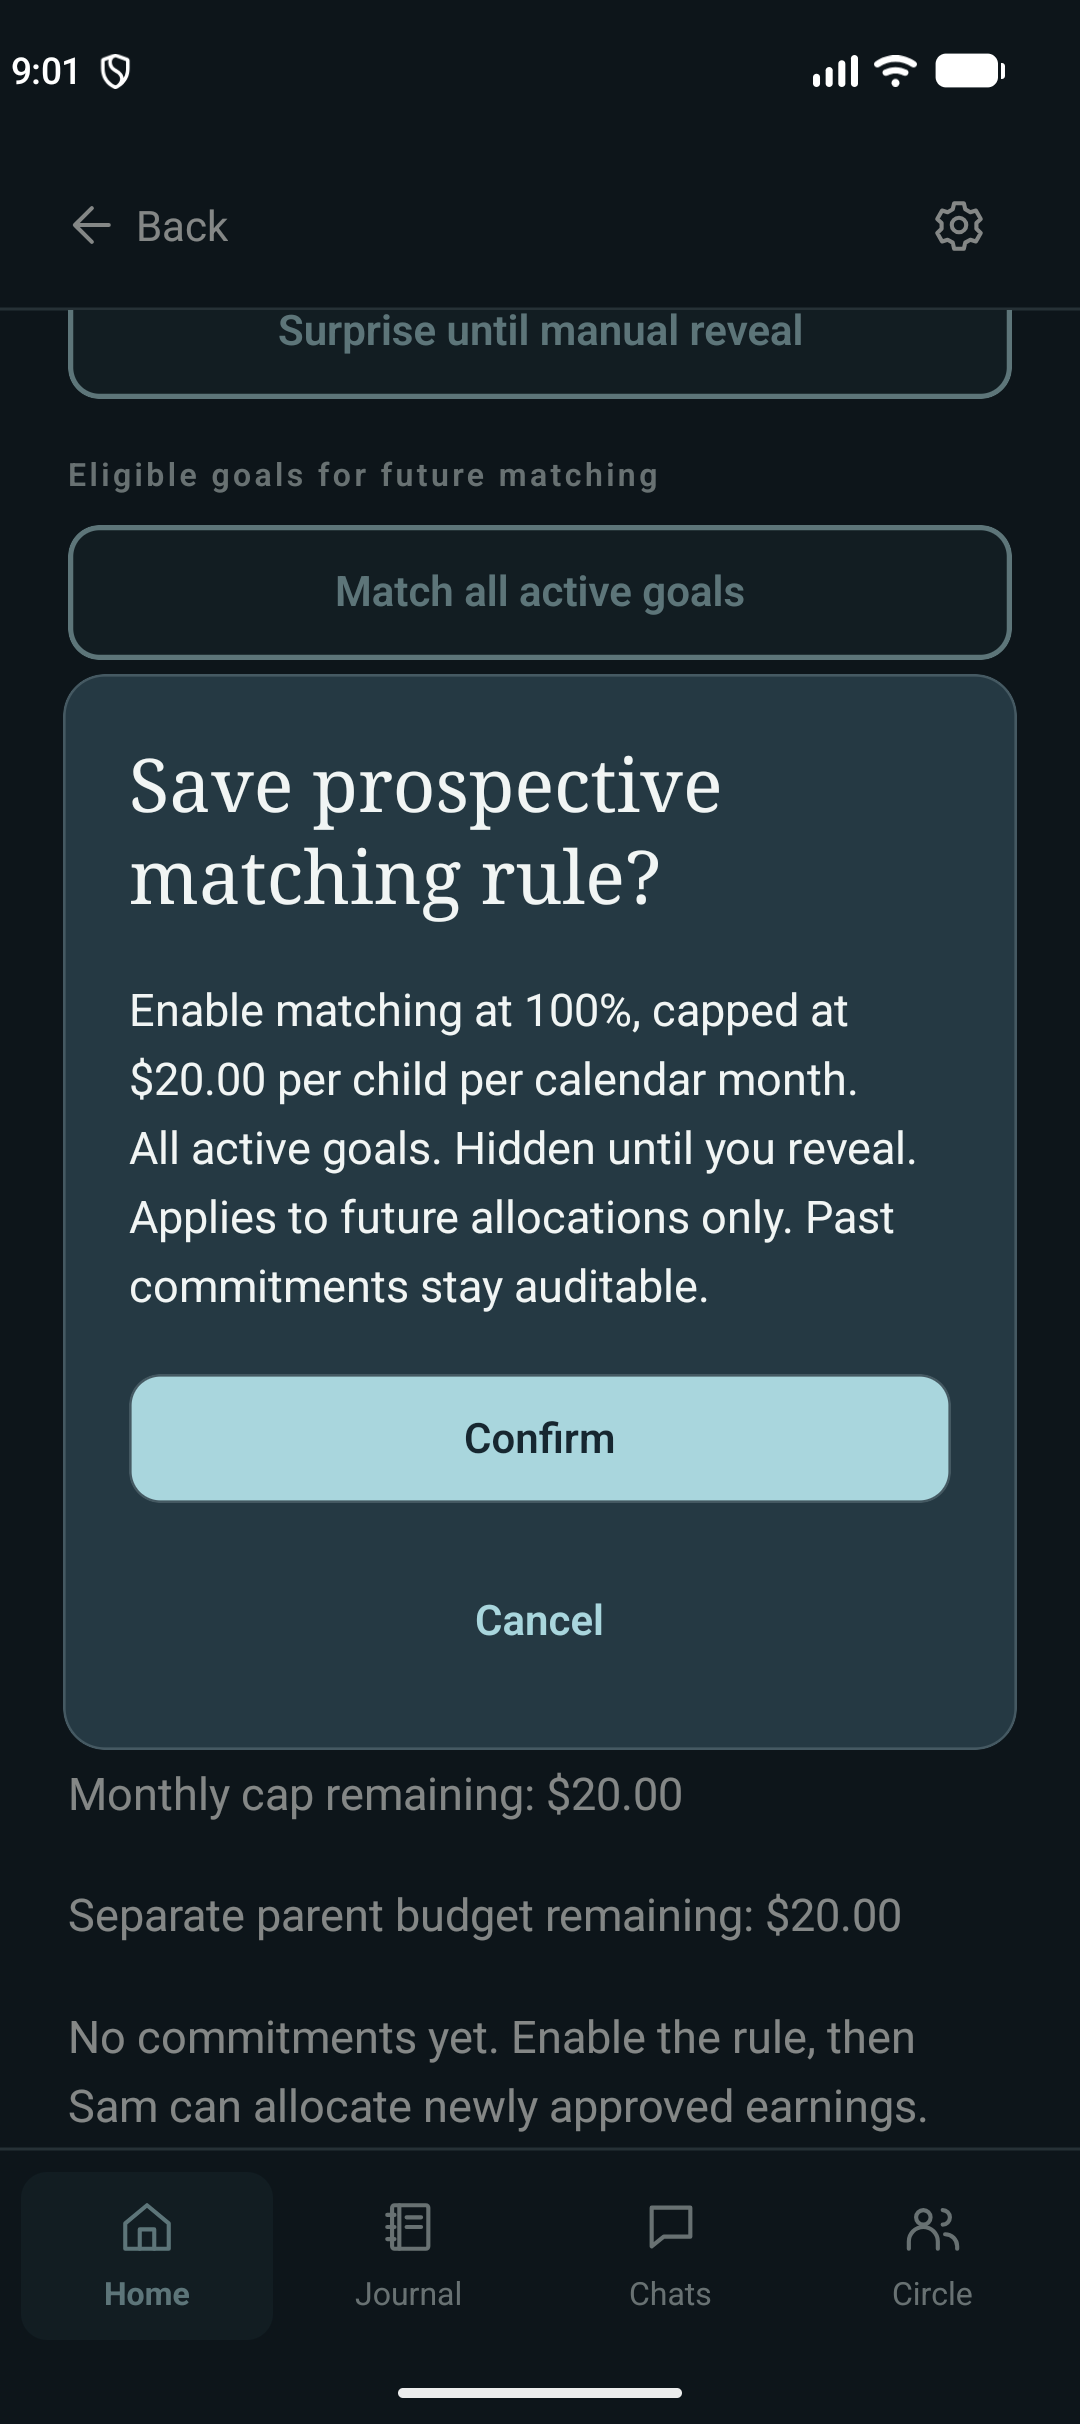 9:01
Back
Surprise until manual reveal
Eligible goals for future matching
Match all active goals
Save prospective
matching rule?
Enable matching at 100%, capped at
$20.00 per child per calendar month.
All active goals. Hidden until you reveal.
Applies to future allocations only. Past
commitments stay auditable.
Confirm
Cancel
Monthly cap remaining: $20.00
Separate parent budget remaining: $20.00
No commitments yet. Enable the rule, then
Sam can allocate newly approved earnings.
Home
Journal
Chats
Circle